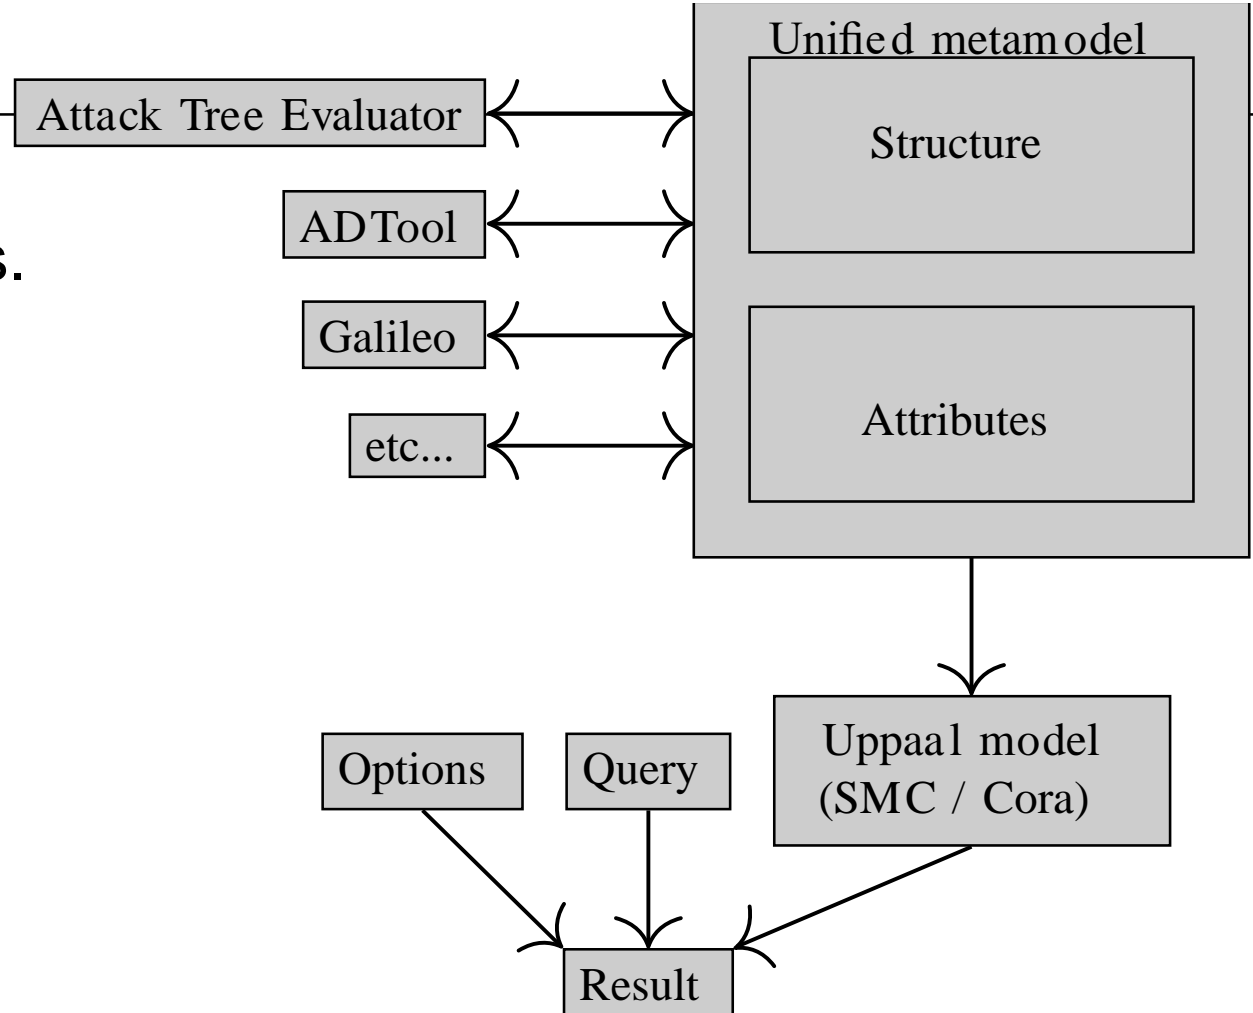 Unified metamodel
Attack Tree Evaluator
Structure
ADTool
s.
Galileo
Attributes
etc...
Options
Query
Uppaal model
(SMC / Cora)
Result